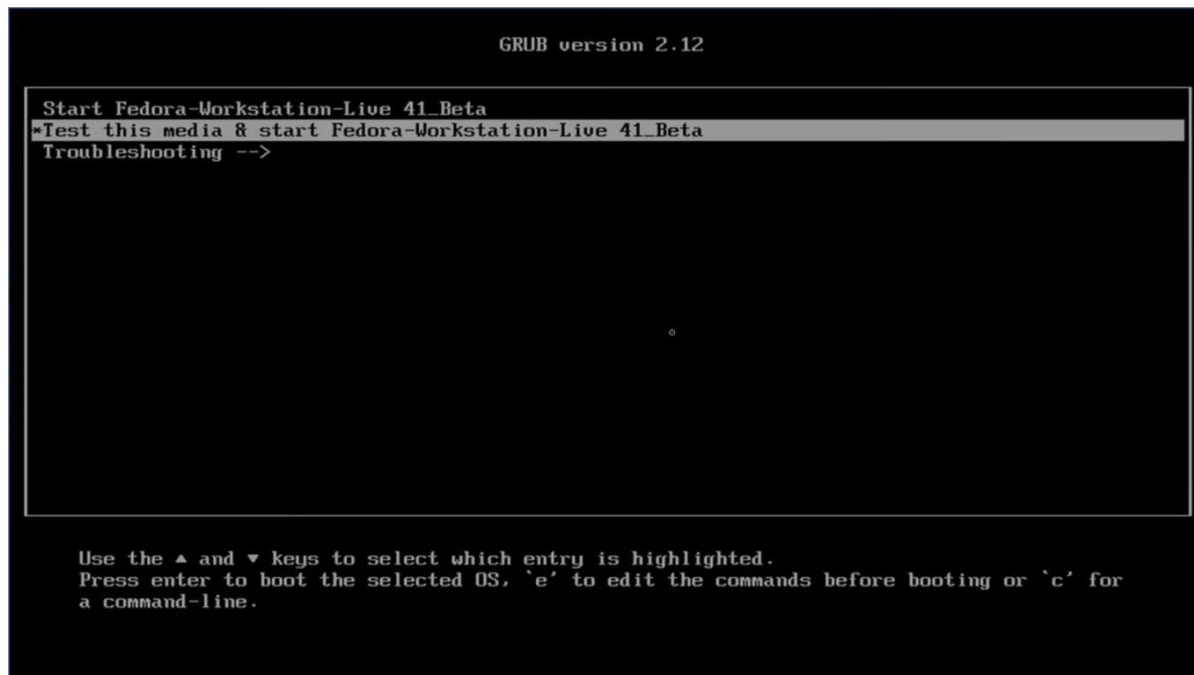 GRUB version 2.12
Start Fedora-Workstation-Live 41_Beta
*Test this media & start Fedora-Workstation-Live 41_Beta
Troubleshooting -->
Use the ▲ and ▼ keys to select which entry is highlighted.
Press enter to boot the selected OS, `e' to edit the commands before booting or `c' for
a command-line.